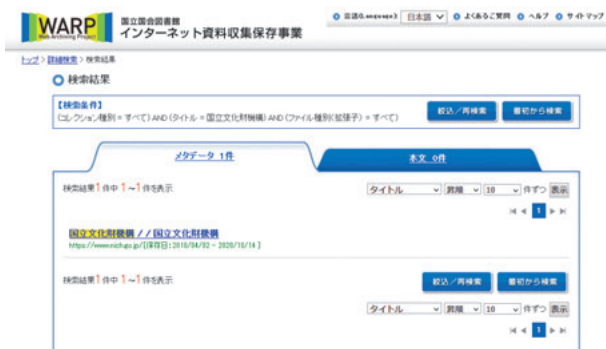 WARP
Web Archiving Project
国立国会図書館
インターネット資料収集保存事業
言語(Language) 日本語 よくあるご質問 ヘルプ サイトマップ
トップ > 詳細検索 > 検索結果
検索結果
【検索条件】
(コレクション種別 = すべて) AND (タイトル = 国立文化財機構) AND (ファイル種別(拡張子) = すべて)
絞込/再検索 最初から検索
メタデータ 1件 本文 0件
検索結果1件中 1~1件を表示 タイトル 昇順 10 件ずつ 表示
1
国立文化財機構 / / 国立文化財機構
https://www.nich.go.jp/[保存日:2010/04/02 - 2020/10/14 ]
検索結果1件中 1~1件を表示 絞込/再検索 最初から検索
タイトル 昇順 10 件ずつ 表示
1